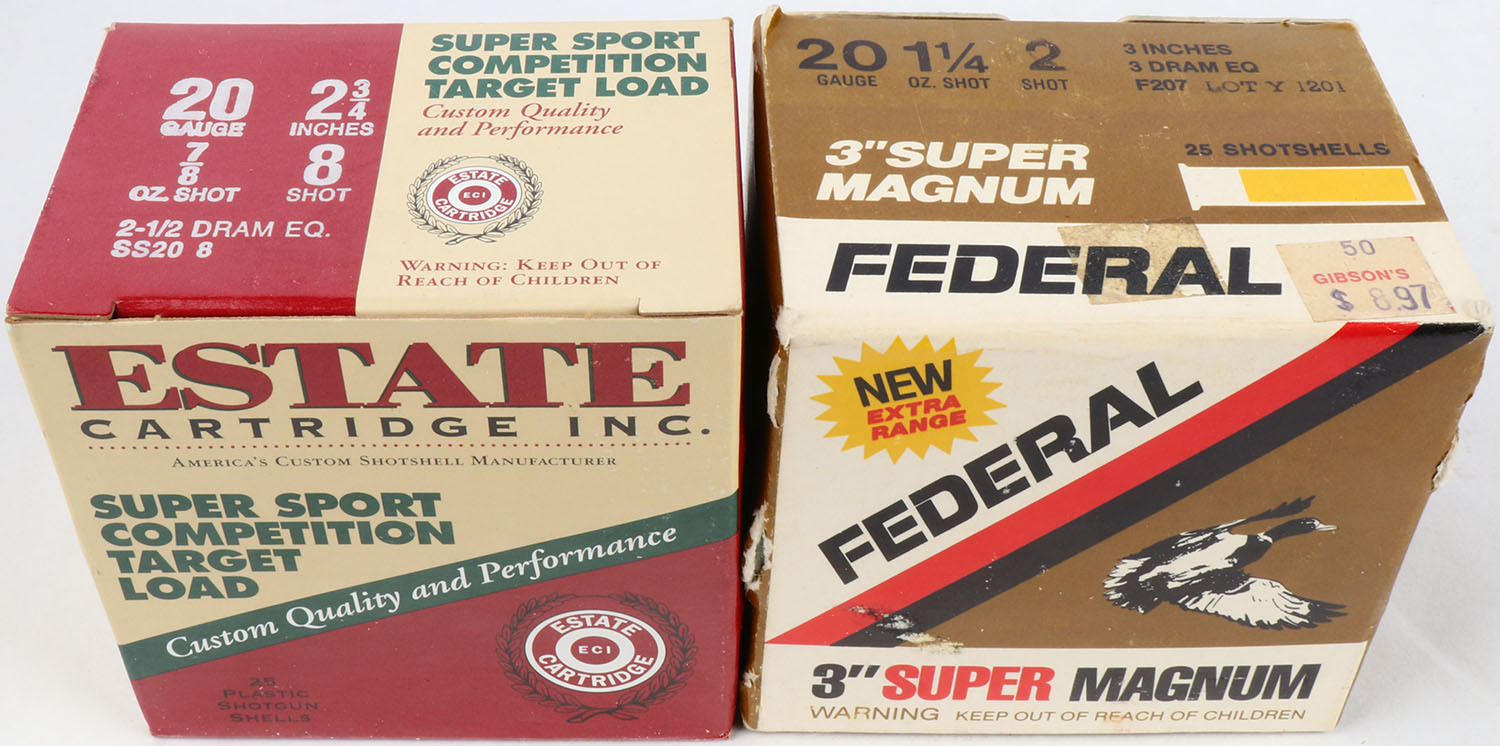 20
GAUGE
2 3/4
INCHES
7/8
OZ. SHOT
8
SHOT
2-1/2 DRAM EQ.
SS20 8
SUPER SPORT
COMPETITION
TARGET LOAD
Custom Quality
and Performance
ESTATE
ECI
CARTRIDGE
WARNING: KEEP OUT OF
REACH OF CHILDREN
ESTATE
CARTRIDGE INC.
AMERICA'S CUSTOM SHOTSHELL MANUFACTURER
SUPER SPORT
COMPETITION
TARGET
LOAD
Custom Quality and Performance
ESTATE
ECI
CARTRIDGE
25
PLASTIC
SHOTGUN
SHELLS
20 1 1/4 2
GAUGE OZ. SHOT SHOT
3 INCHES
3 DRAM EQ
F207 LOT Y 1201
3" SUPER
MAGNUM
25 SHOTSHELLS
FEDERAL
50
GIBSON'S
$ 8.97
NEW
EXTRA
RANGE
FEDERAL
3" SUPER MAGNUM
WARNING KEEP OUT OF REACH OF CHILDREN